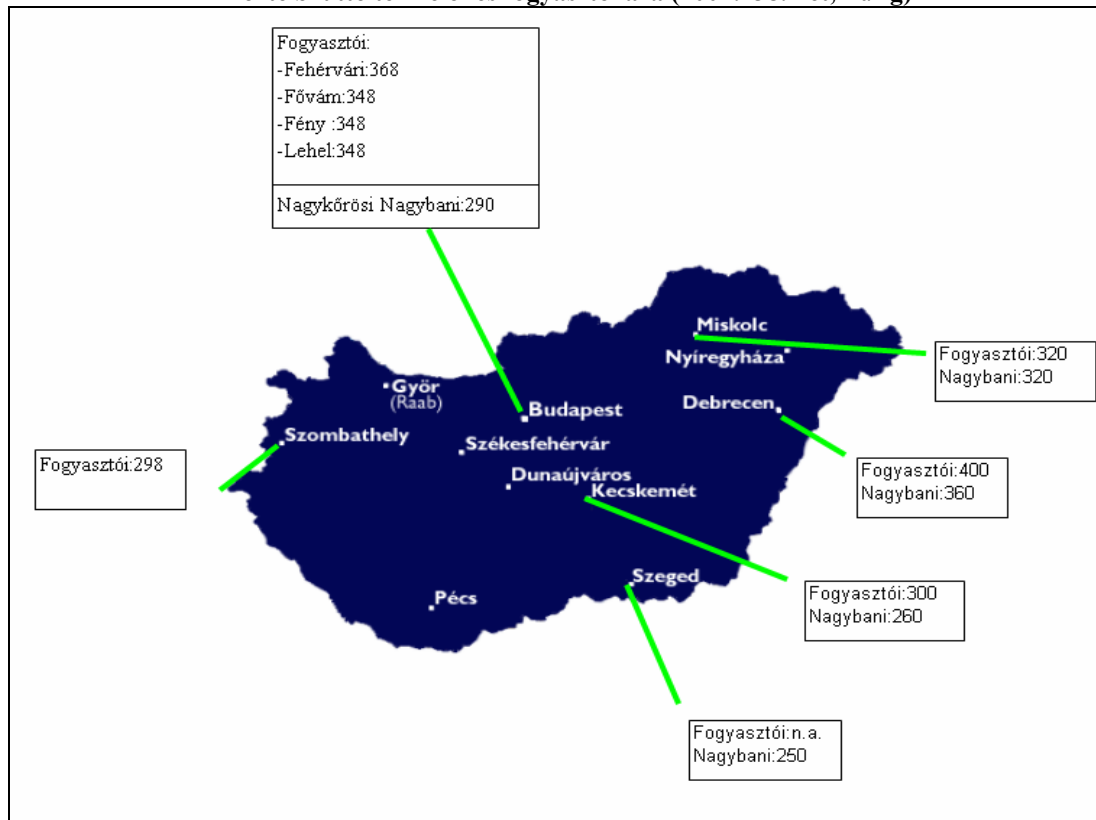 Fogyasztói:
-Fehérvári:368
-Fővám:348
-Fény :348
-Lehel:348
Nagykőrösi Nagybani:290
Miskolc
Nyíregyháza
Fogyasztói:320
Nagybani:320
Győr
(Raab)
Budapest
Debrecen
Szombathely
Székesfehérvár
Fogyasztói:298
Dunaújváros
Kecskemét
Fogyasztói:400
Nagybani:360
Szeged
Pécs
Fogyasztói:300
Nagybani:260
Fogyasztói:n.a.
Nagybani:250